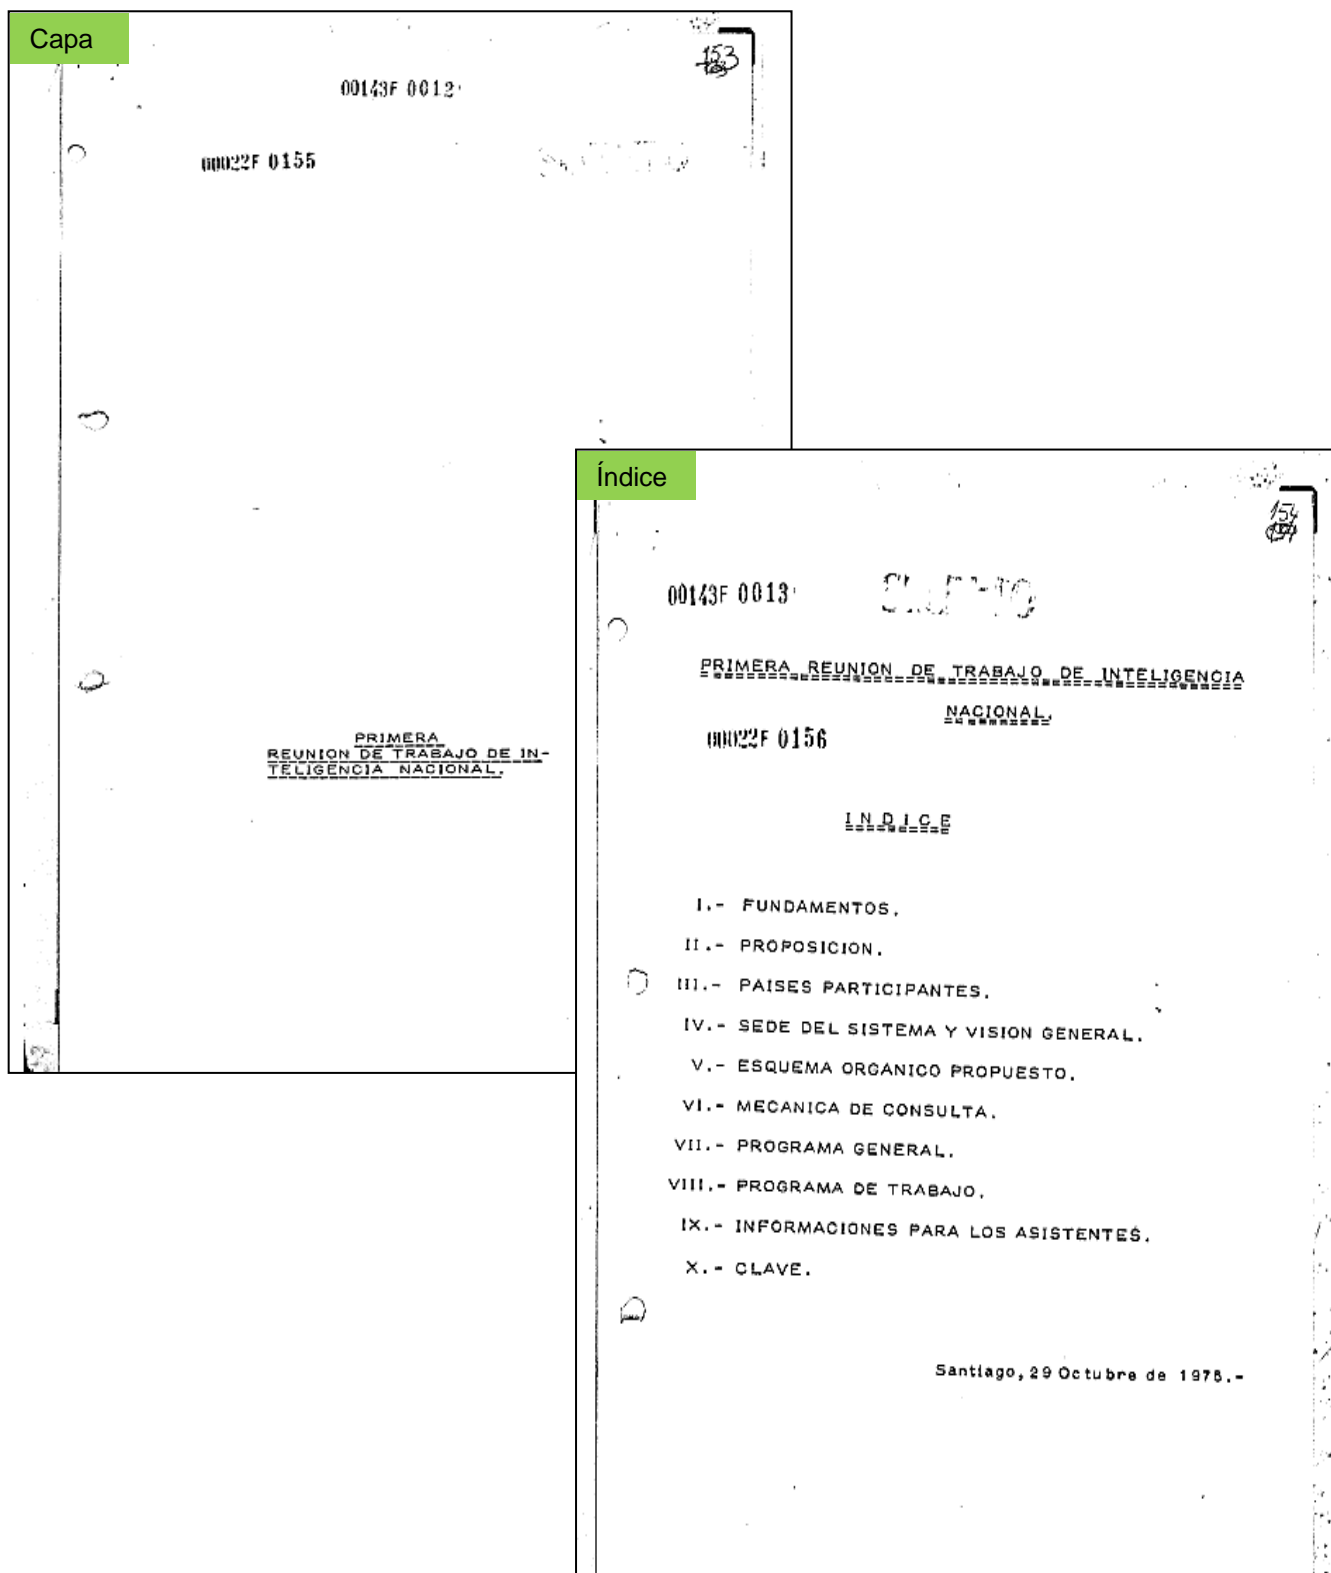 Capa
153
00143F 0012
00022F 0155
PRIMERA
REUNION DE TRABAJO DE IN-
TELIGENCIA NACIONAL.
Índice
154
00143F 0013
PRIMERA REUNION DE TRABAJO DE INTELIGENCIA
NACIONAL.
00022F 0156
I N D I C E
I.- FUNDAMENTOS.
II.- PROPOSICION.
III.- PAISES PARTICIPANTES.
IV.- SEDE DEL SISTEMA Y VISION GENERAL.
V.- ESQUEMA ORGANICO PROPUESTO.
VI.- MECANICA DE CONSULTA.
VII.- PROGRAMA GENERAL.
VIII.- PROGRAMA DE TRABAJO.
IX.- INFORMACIONES PARA LOS ASISTENTES.
X.- CLAVE.
Santiago, 29 Octubre de 1975.-